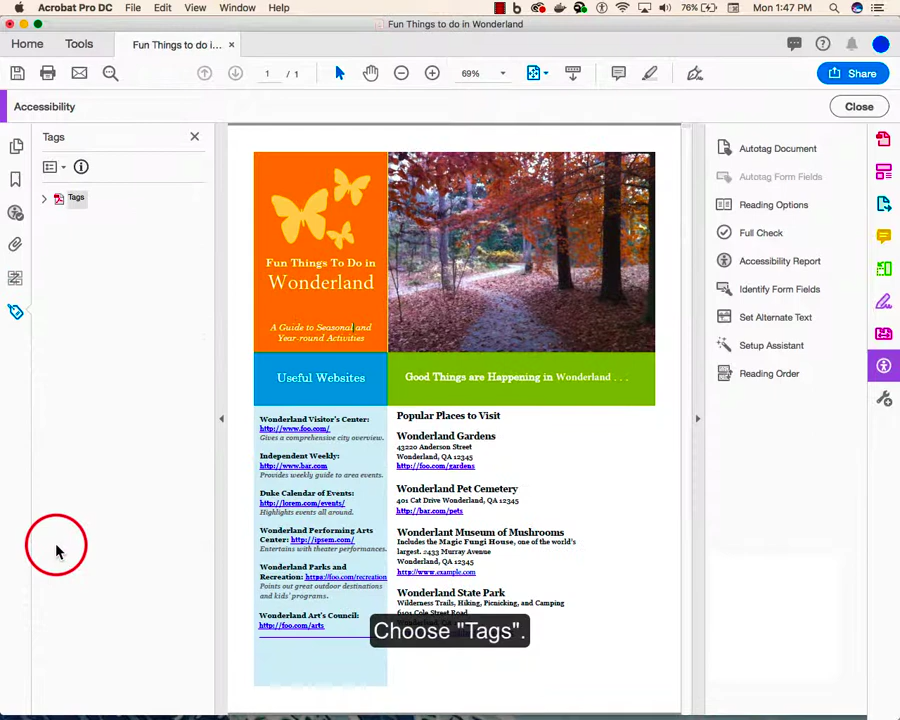 Acrobat Pro DC File Edit View Window Help 76% Mon 1:47 PM
Fun Things to do in Wonderland
Home Tools Fun Things to do i... ×
1 / 1 69% Share
Accessibility Close
Tags
Tags
Autotag Document
Autotag Form Fields
Reading Options
Full Check
Accessibility Report
Identify Form Fields
Set Alternate Text
Setup Assistant
Reading Order
Fun Things To Do in
Wonderland
A Guide to Seasonal and
Year-round Activities
Useful Websites
Good Things are Happening in Wonderland . . .
Wonderland Visitor's Center:
http://www.foo.com/
Gives a comprehensive city overview.
Independent Weekly:
http://www.bar.com
Provides weekly guide to area events.
Duke Calendar of Events:
http://lorem.com/events/
Highlights events all around.
Wonderland Performing Arts
Center: http://ipsem.com/
Entertains with theater performances.
Wonderland Parks and
Recreation: https://foo.com/recreation
Points out great outdoor destinations
and kids' programs.
Wonderland Art's Council:
http://foo.com/arts
Popular Places to Visit
Wonderland Gardens
43220 Anderson Street
Wonderland, QA 12345
http://foo.com/gardens
Wonderland Pet Cemetery
401 Cat Drive Wonderland, QA 12345
http://bar.com/pets
Wonderlant Museum of Mushrooms
Includes the Magic Fungi House, one of the world's
largest. 2433 Murray Avenue
Wonderland, QA 12345
http://www.example.com
Wonderland State Park
Wilderness Trails, Hiking, Picnicking, and Camping
6101 Cole Street Road
Choose "Tags".